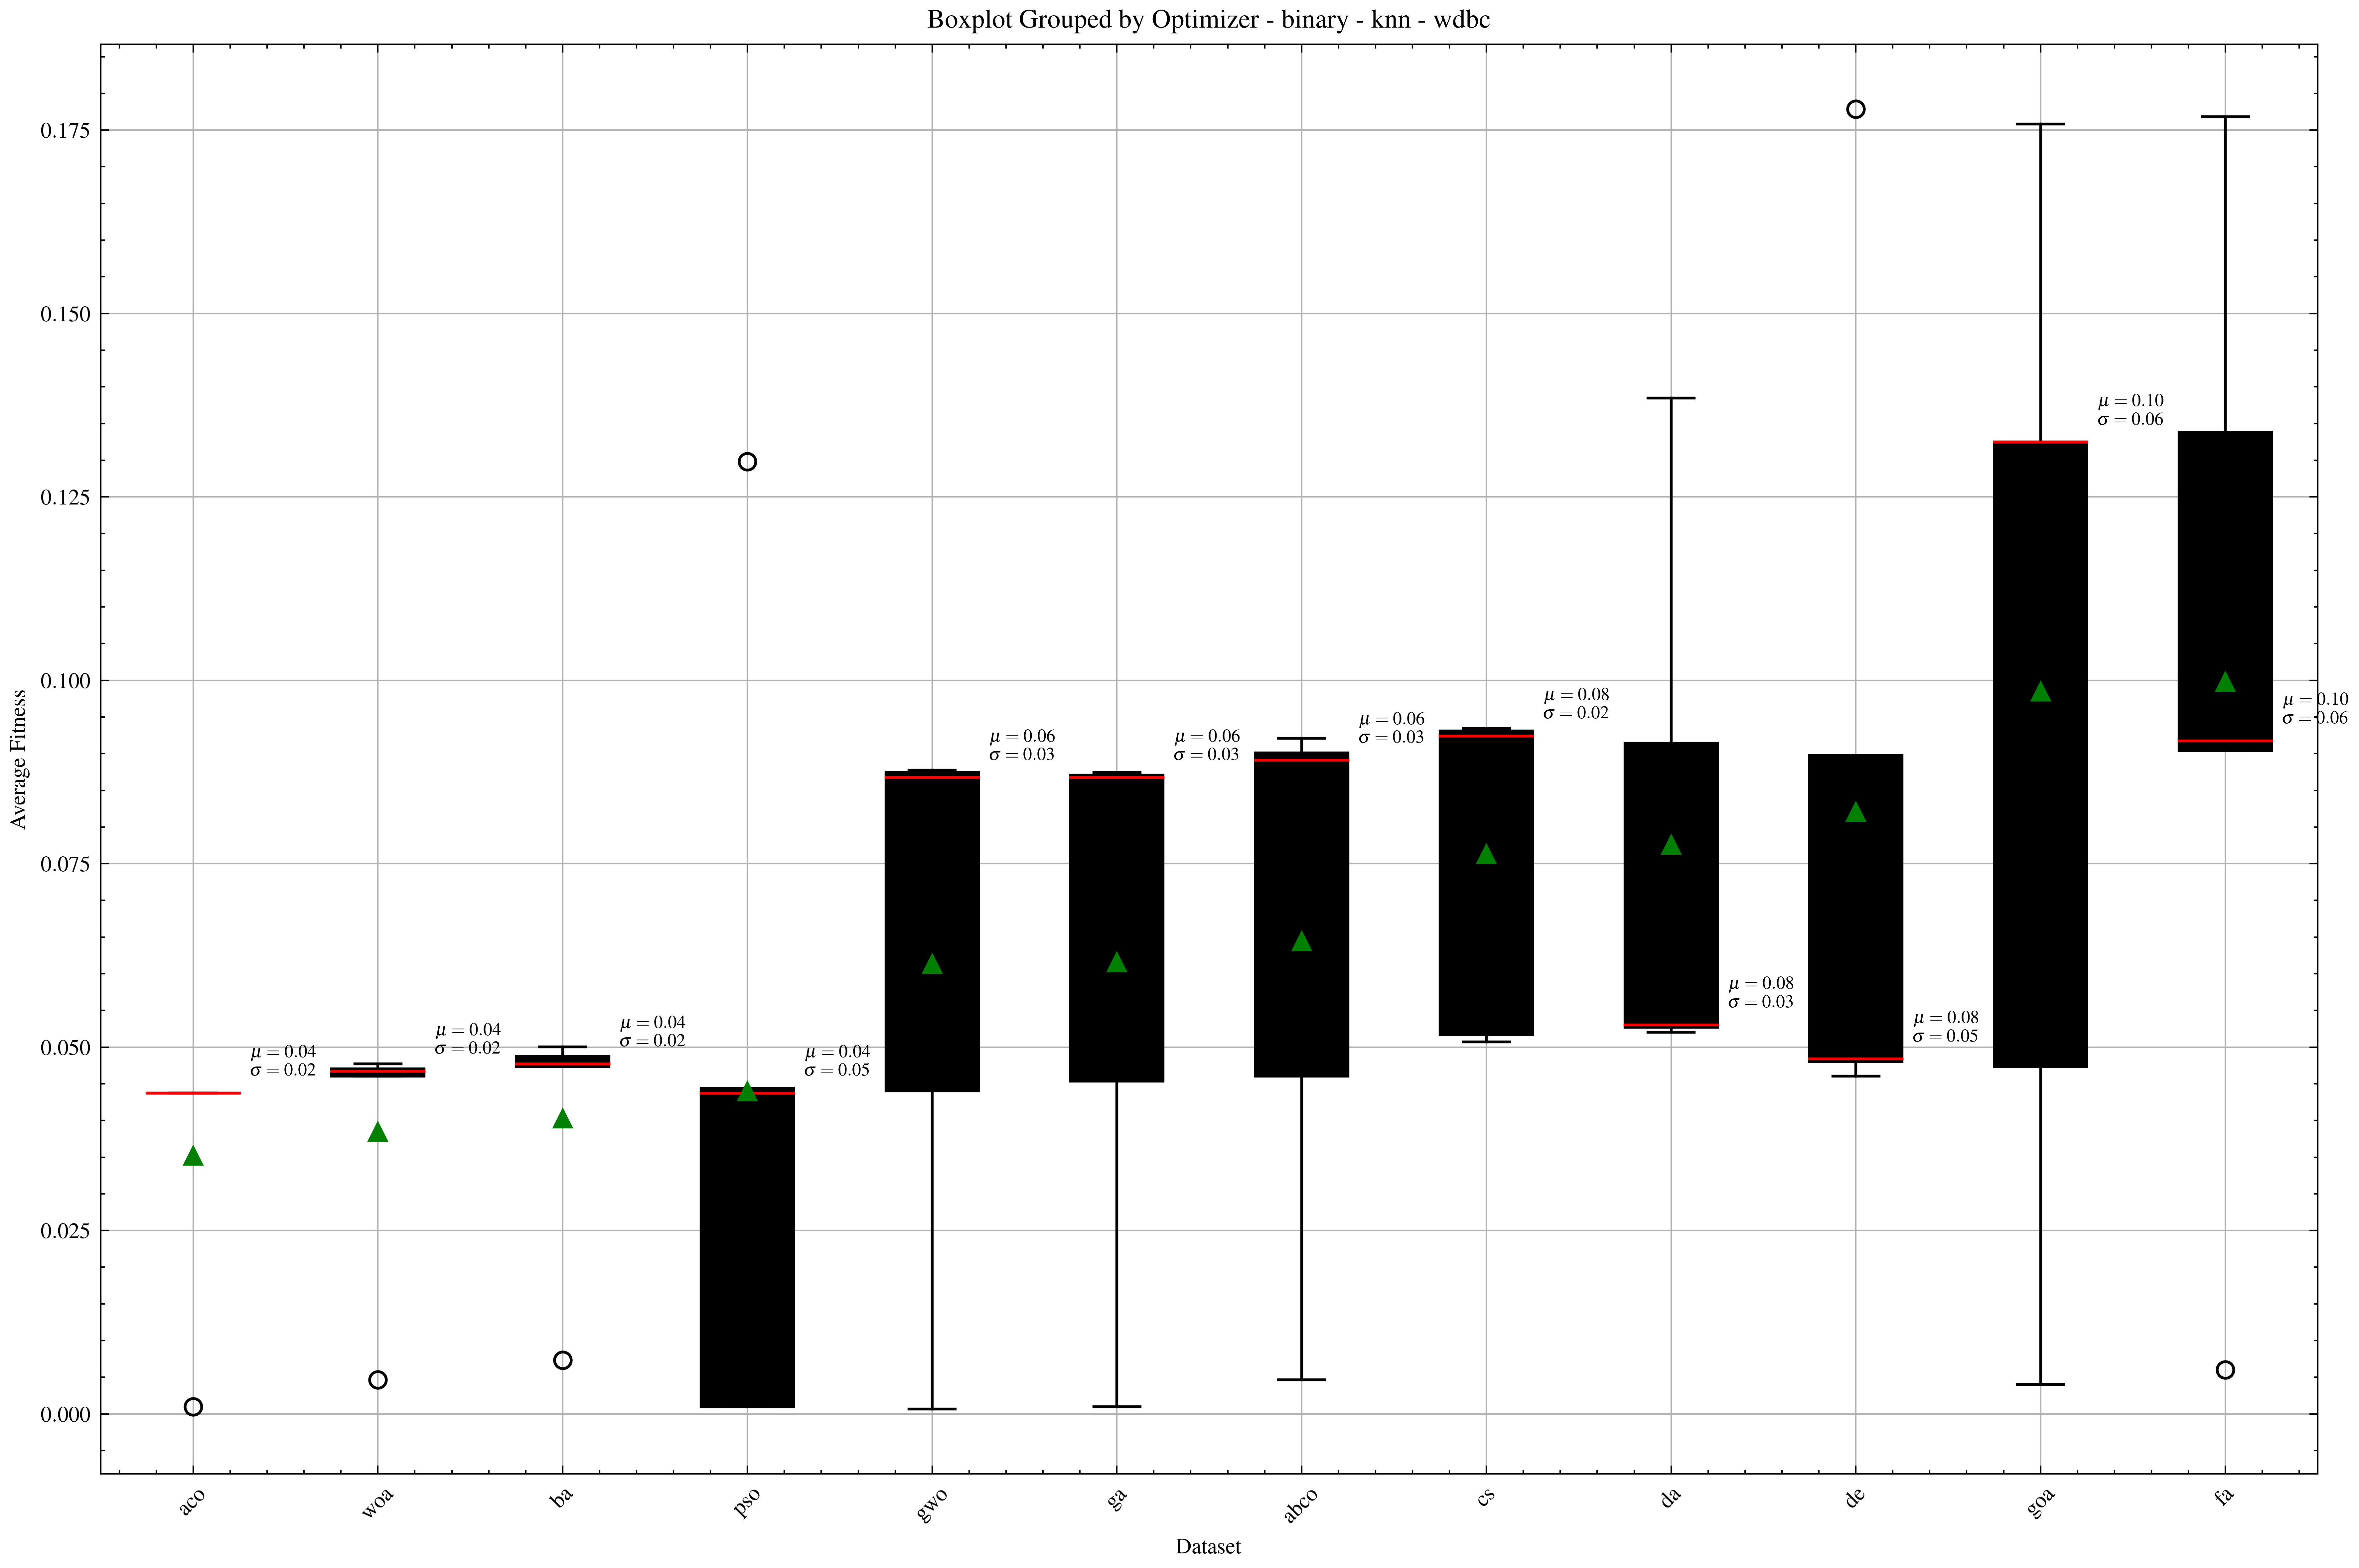 Boxplot Grouped by Optimizer - binary - knn - wdbc
Average Fitness
0.175
0.150
0.125
0.100
0.075
0.050
0.025
0.000
μ = 0.04
σ = 0.02
μ = 0.04
σ = 0.02
μ = 0.04
σ = 0.02
μ = 0.04
σ = 0.05
μ = 0.06
σ = 0.03
μ = 0.06
σ = 0.03
μ = 0.06
σ = 0.03
μ = 0.08
σ = 0.02
μ = 0.08
σ = 0.03
μ = 0.08
σ = 0.05
μ = 0.10
σ = 0.06
μ = 0.10
σ = 0.06
aco
woa
ba
pso
gwo
ga
abco
cs
da
de
goa
fa
Dataset